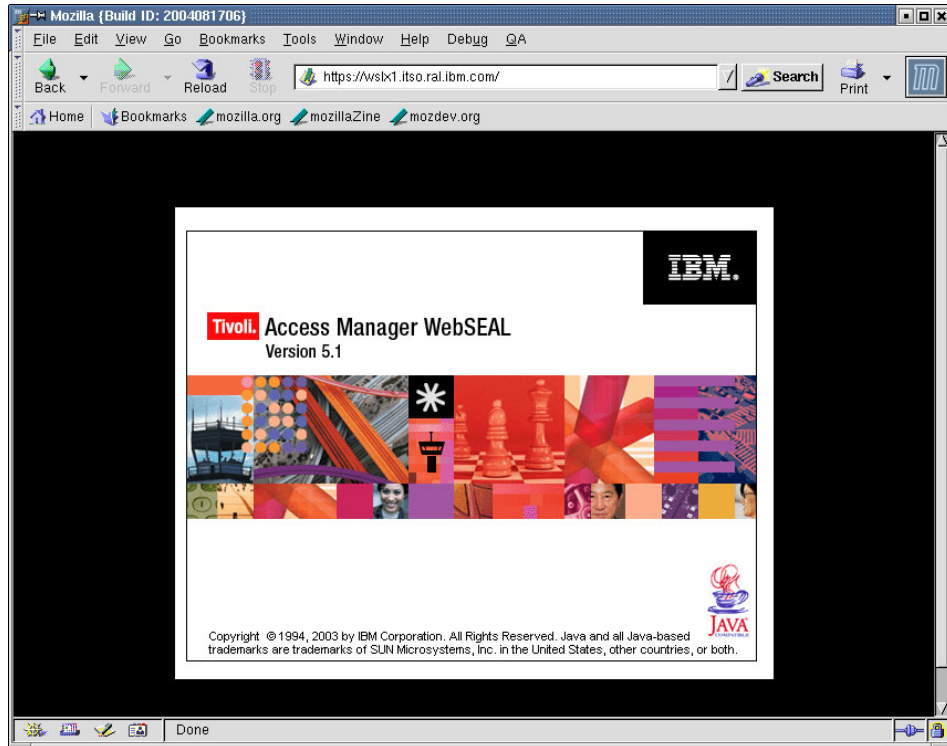 Mozilla {Build ID: 2004081706}
File Edit View Go Bookmarks Tools Window Help Debug QA
Back Forward Reload Stop https://wslx1.itso.ral.ibm.com/ Search Print
Home Bookmarks mozilla.org mozillaZine mozdev.org
IBM.
Tivoli. Access Manager WebSEAL
Version 5.1
JAVA
COMPATIBLE
Copyright © 1994, 2003 by IBM Corporation. All Rights Reserved. Java and all Java-based
trademarks are trademarks of SUN Microsystems, Inc. in the United States, other countries, or both.
Done